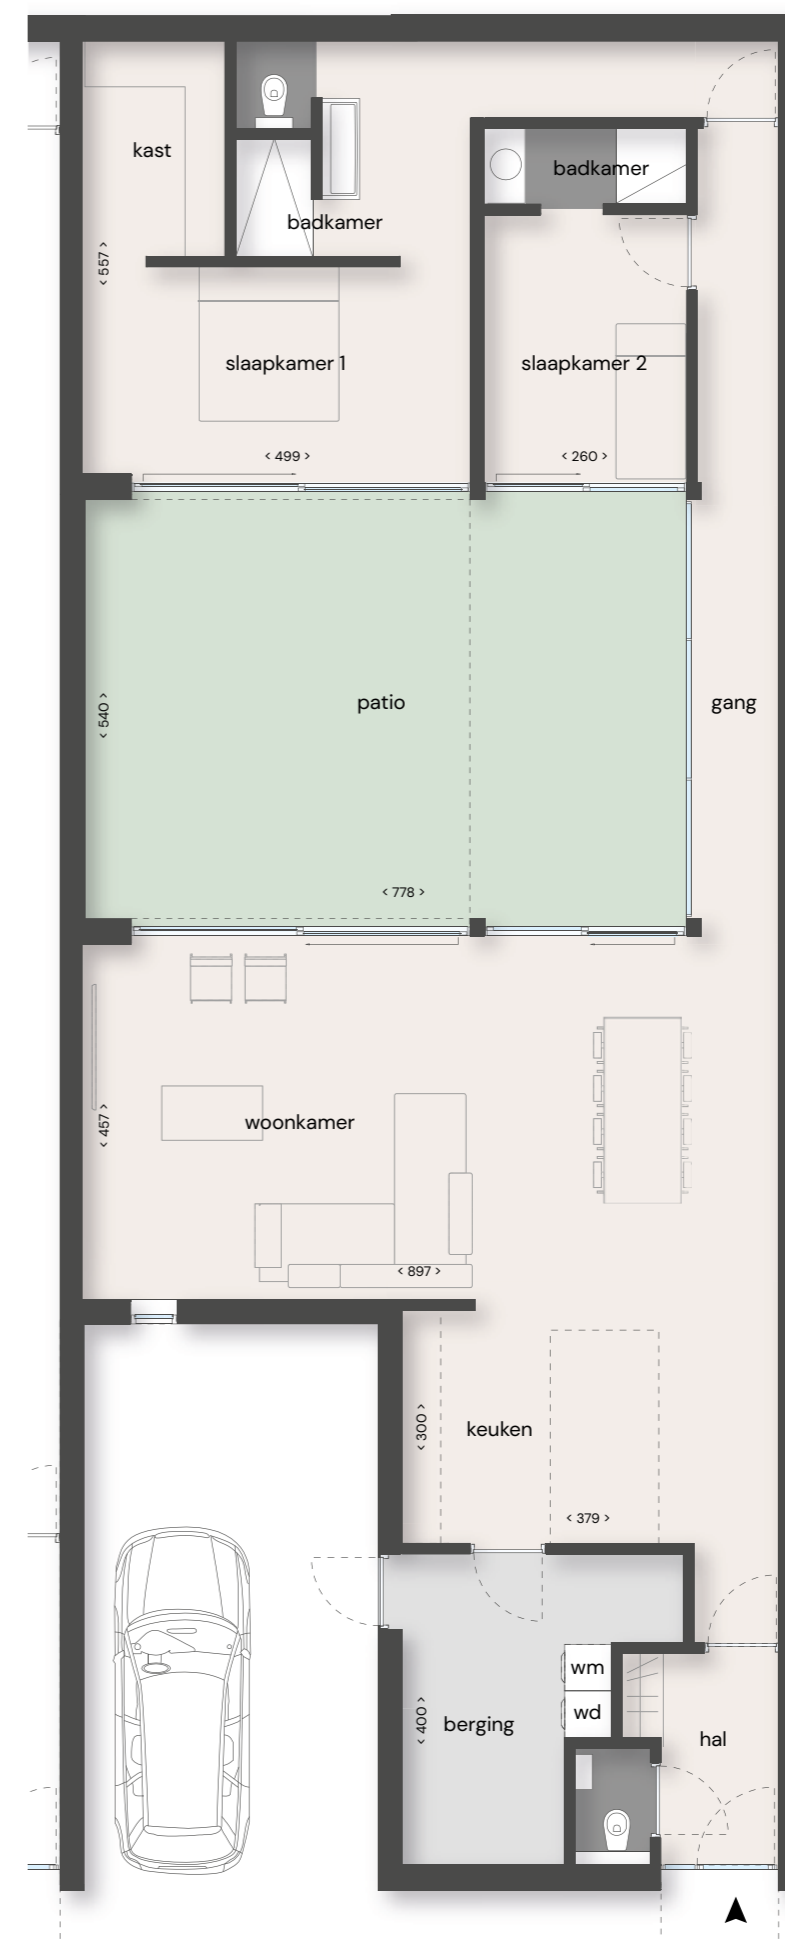 kast
badkamer
badkamer
< 557 >
slaapkamer 1
slaapkamer 2
< 499 >
< 260 >
patio
gang
< 540 >
< 778 >
woonkamer
< 457 >
< 897 >
< 300 >
keuken
< 379 >
wm
wd
< 400 >
berging
hal